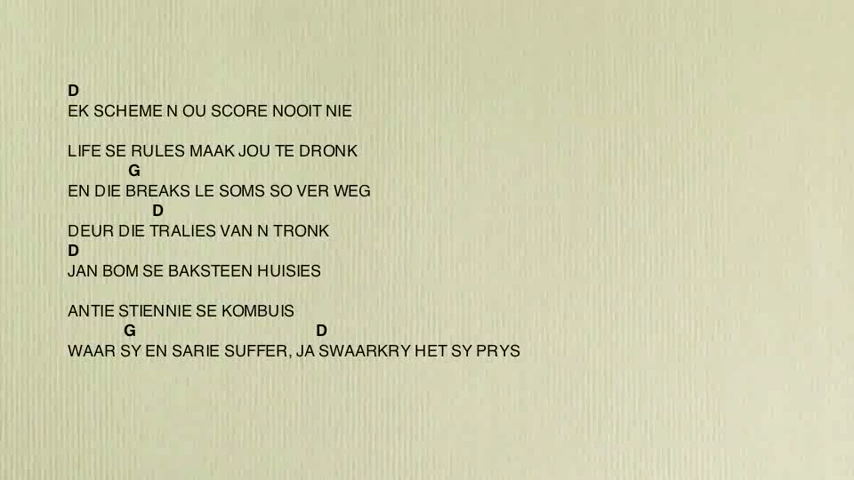 D
EK SCHEME N OU SCORE NOOIT NIE
LIFE SE RULES MAAK JOU TE DRONK
G
EN DIE BREAKS LE SOMS SO VER WEG
D
DEUR DIE TRALIES VAN N TRONK
D
JAN BOM SE BAKSTEEN HUISIES
ANTIE STIENNIE SE KOMBUIS
G D
WAAR SY EN SARIE SUFFER, JA SWAARKRY HET SY PRYS